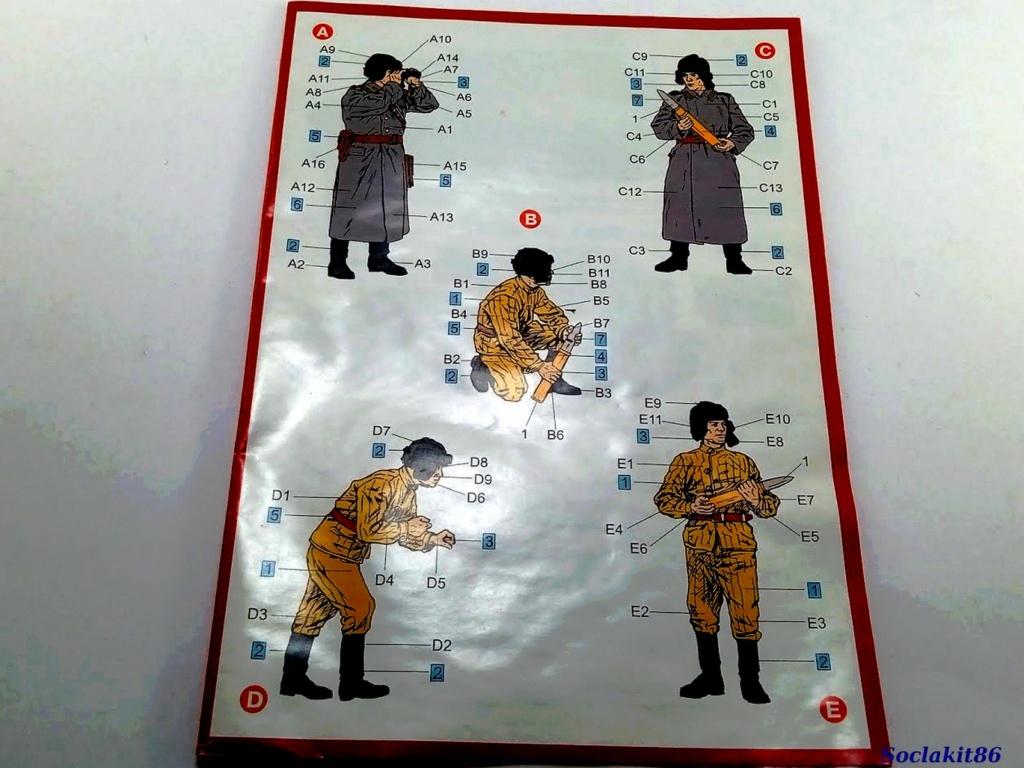 A
A10
A9
A14
2
A7
A11
3
A8
A6
A4
A5
A1
5
A16
A15
5
A12
6
A13
2
A2
A3
C
C9
2
C11
C10
3
C8
7
C1
1
C5
C4
4
C6
C7
C12
C13
6
C3
2
C2
B
B9
B10
2
B11
B1
B8
1
B5
B4
B7
5
7
4
B2
3
2
B3
1
B6
D7
2
D8
D9
D6
D1
5
3
1
D4
D5
D3
D2
2
2
D
E9
E11
E10
3
E8
E1
1
1
E7
E4
E5
E6
1
E2
E3
2
E
Soclakit86